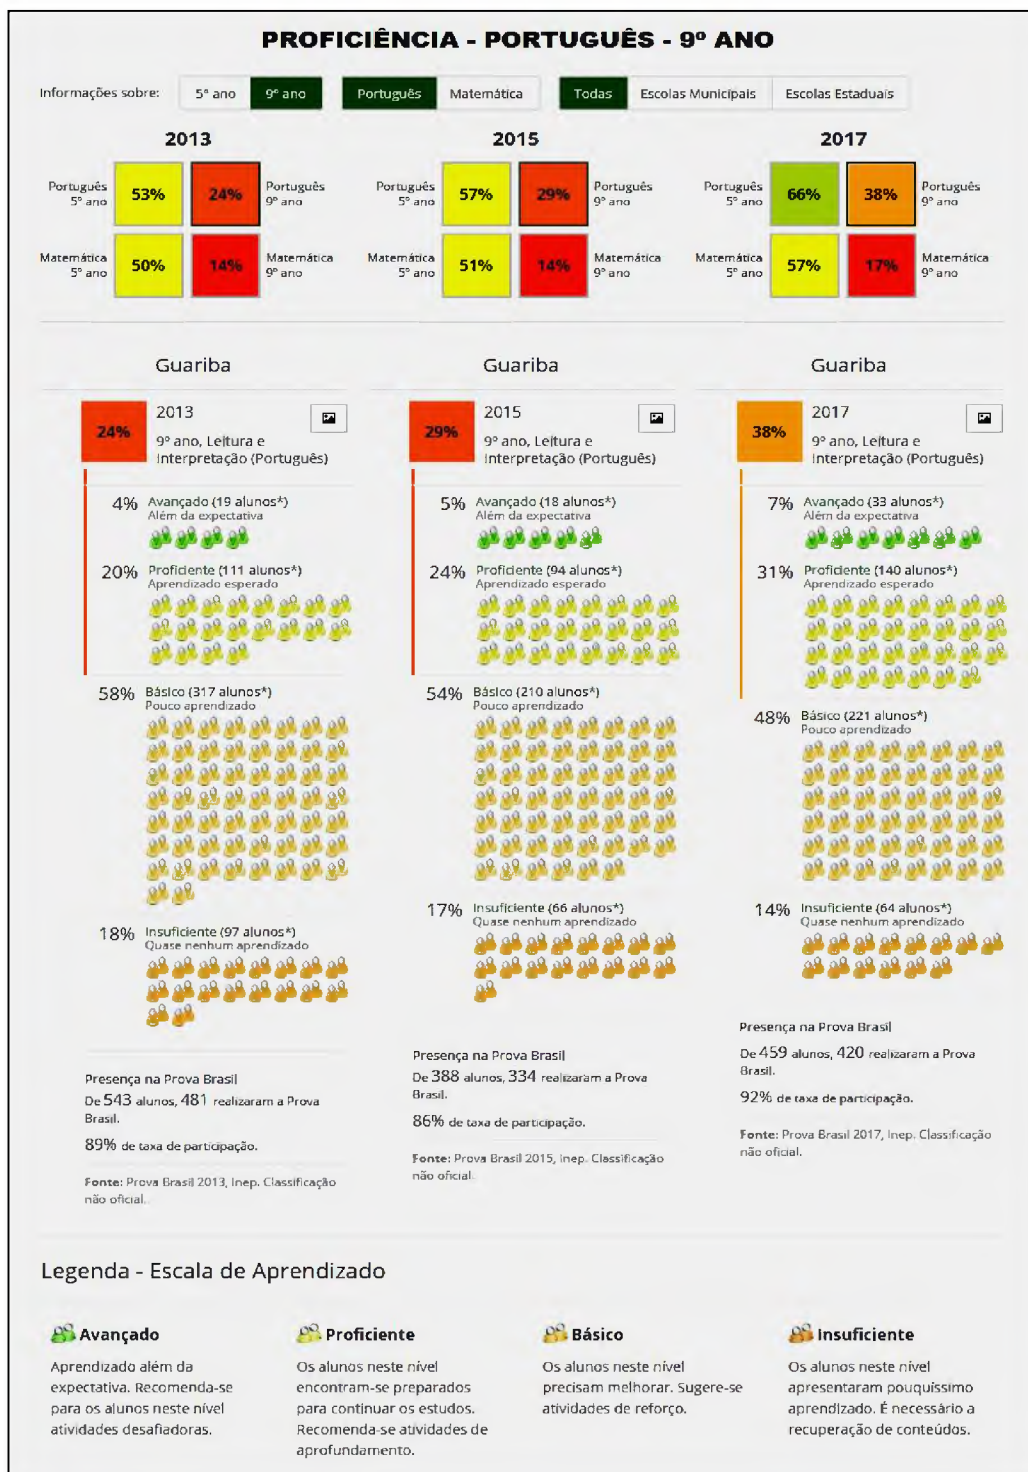 PROFICIÊNCIA - PORTUGUÊS - 9º ANO
Informações sobre: 5º ano 9º ano Português Matemática Todas Escolas Municipais Escolas Estaduais
2013 2015 2017
Português 5º ano 53% 24% Português 9º ano
Matemática 5º ano 50% 14% Matemática 9º ano
Português 5º ano 57% 29% Português 9º ano
Matemática 5º ano 51% 14% Matemática 9º ano
Português 5º ano 66% 38% Português 9º ano
Matemática 5º ano 57% 17% Matemática 9º ano
Guariba
24% 2013
9º ano, Leitura e
Interpretação (Português)
4% Avançado (19 alunos*)
Além da expectativa
20% Proficiente (111 alunos*)
Aprendizado esperado
58% Básico (317 alunos*)
Pouco aprendizado
18% Insuficiente (97 alunos*)
Quase nenhum aprendizado
Presença na Prova Brasil
De 543 alunos, 481 realizaram a Prova
Brasil.
89% de taxa de participação.
Fonte: Prova Brasil 2013, Inep. Classificação
não oficial.
Guariba
29% 2015
9º ano, Leitura e
Interpretação (Português)
5% Avançado (18 alunos*)
Além da expectativa
24% Proficiente (94 alunos*)
Aprendizado esperado
54% Básico (210 alunos*)
Pouco aprendizado
17% Insuficiente (66 alunos*)
Quase nenhum aprendizado
Presença na Prova Brasil
De 388 alunos, 334 realizaram a Prova
Brasil.
86% de taxa de participação.
Fonte: Prova Brasil 2015, Inep. Classificação
não oficial.
Guariba
38% 2017
9º ano, Leitura e
Interpretação (Português)
7% Avançado (33 alunos*)
Além da expectativa
31% Proficiente (140 alunos*)
Aprendizado esperado
48% Básico (221 alunos*)
Pouco aprendizado
14% Insuficiente (64 alunos*)
Quase nenhum aprendizado
Presença na Prova Brasil
De 459 alunos, 420 realizaram a Prova
Brasil.
92% de taxa de participação.
Fonte: Prova Brasil 2017, Inep. Classificação
não oficial.
Legenda - Escala de Aprendizado
Avançado
Aprendizado além da
expectativa. Recomenda-se
para os alunos neste nível
atividades desafiadoras.
Proficiente
Os alunos neste nível
encontram-se preparados
para continuar os estudos.
Recomenda-se atividades de
aprofundamento.
Básico
Os alunos neste nível
precisam melhorar. Sugere-se
atividades de reforço.
Insuficiente
Os alunos neste nível
apresentaram pouquíssimo
aprendizado. É necessário a
recuperação de conteúdos.